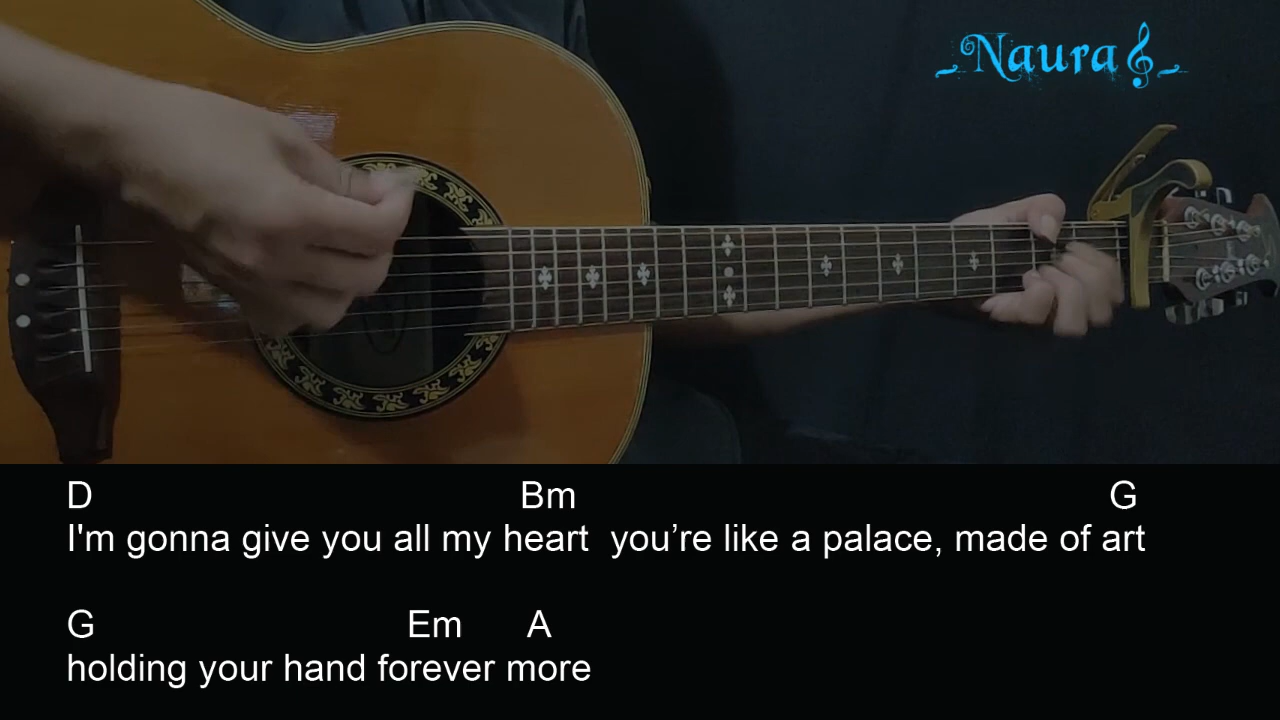 Naura
D Bm G
I'm gonna give you all my heart you’re like a palace, made of art
G Em A
holding your hand forever more